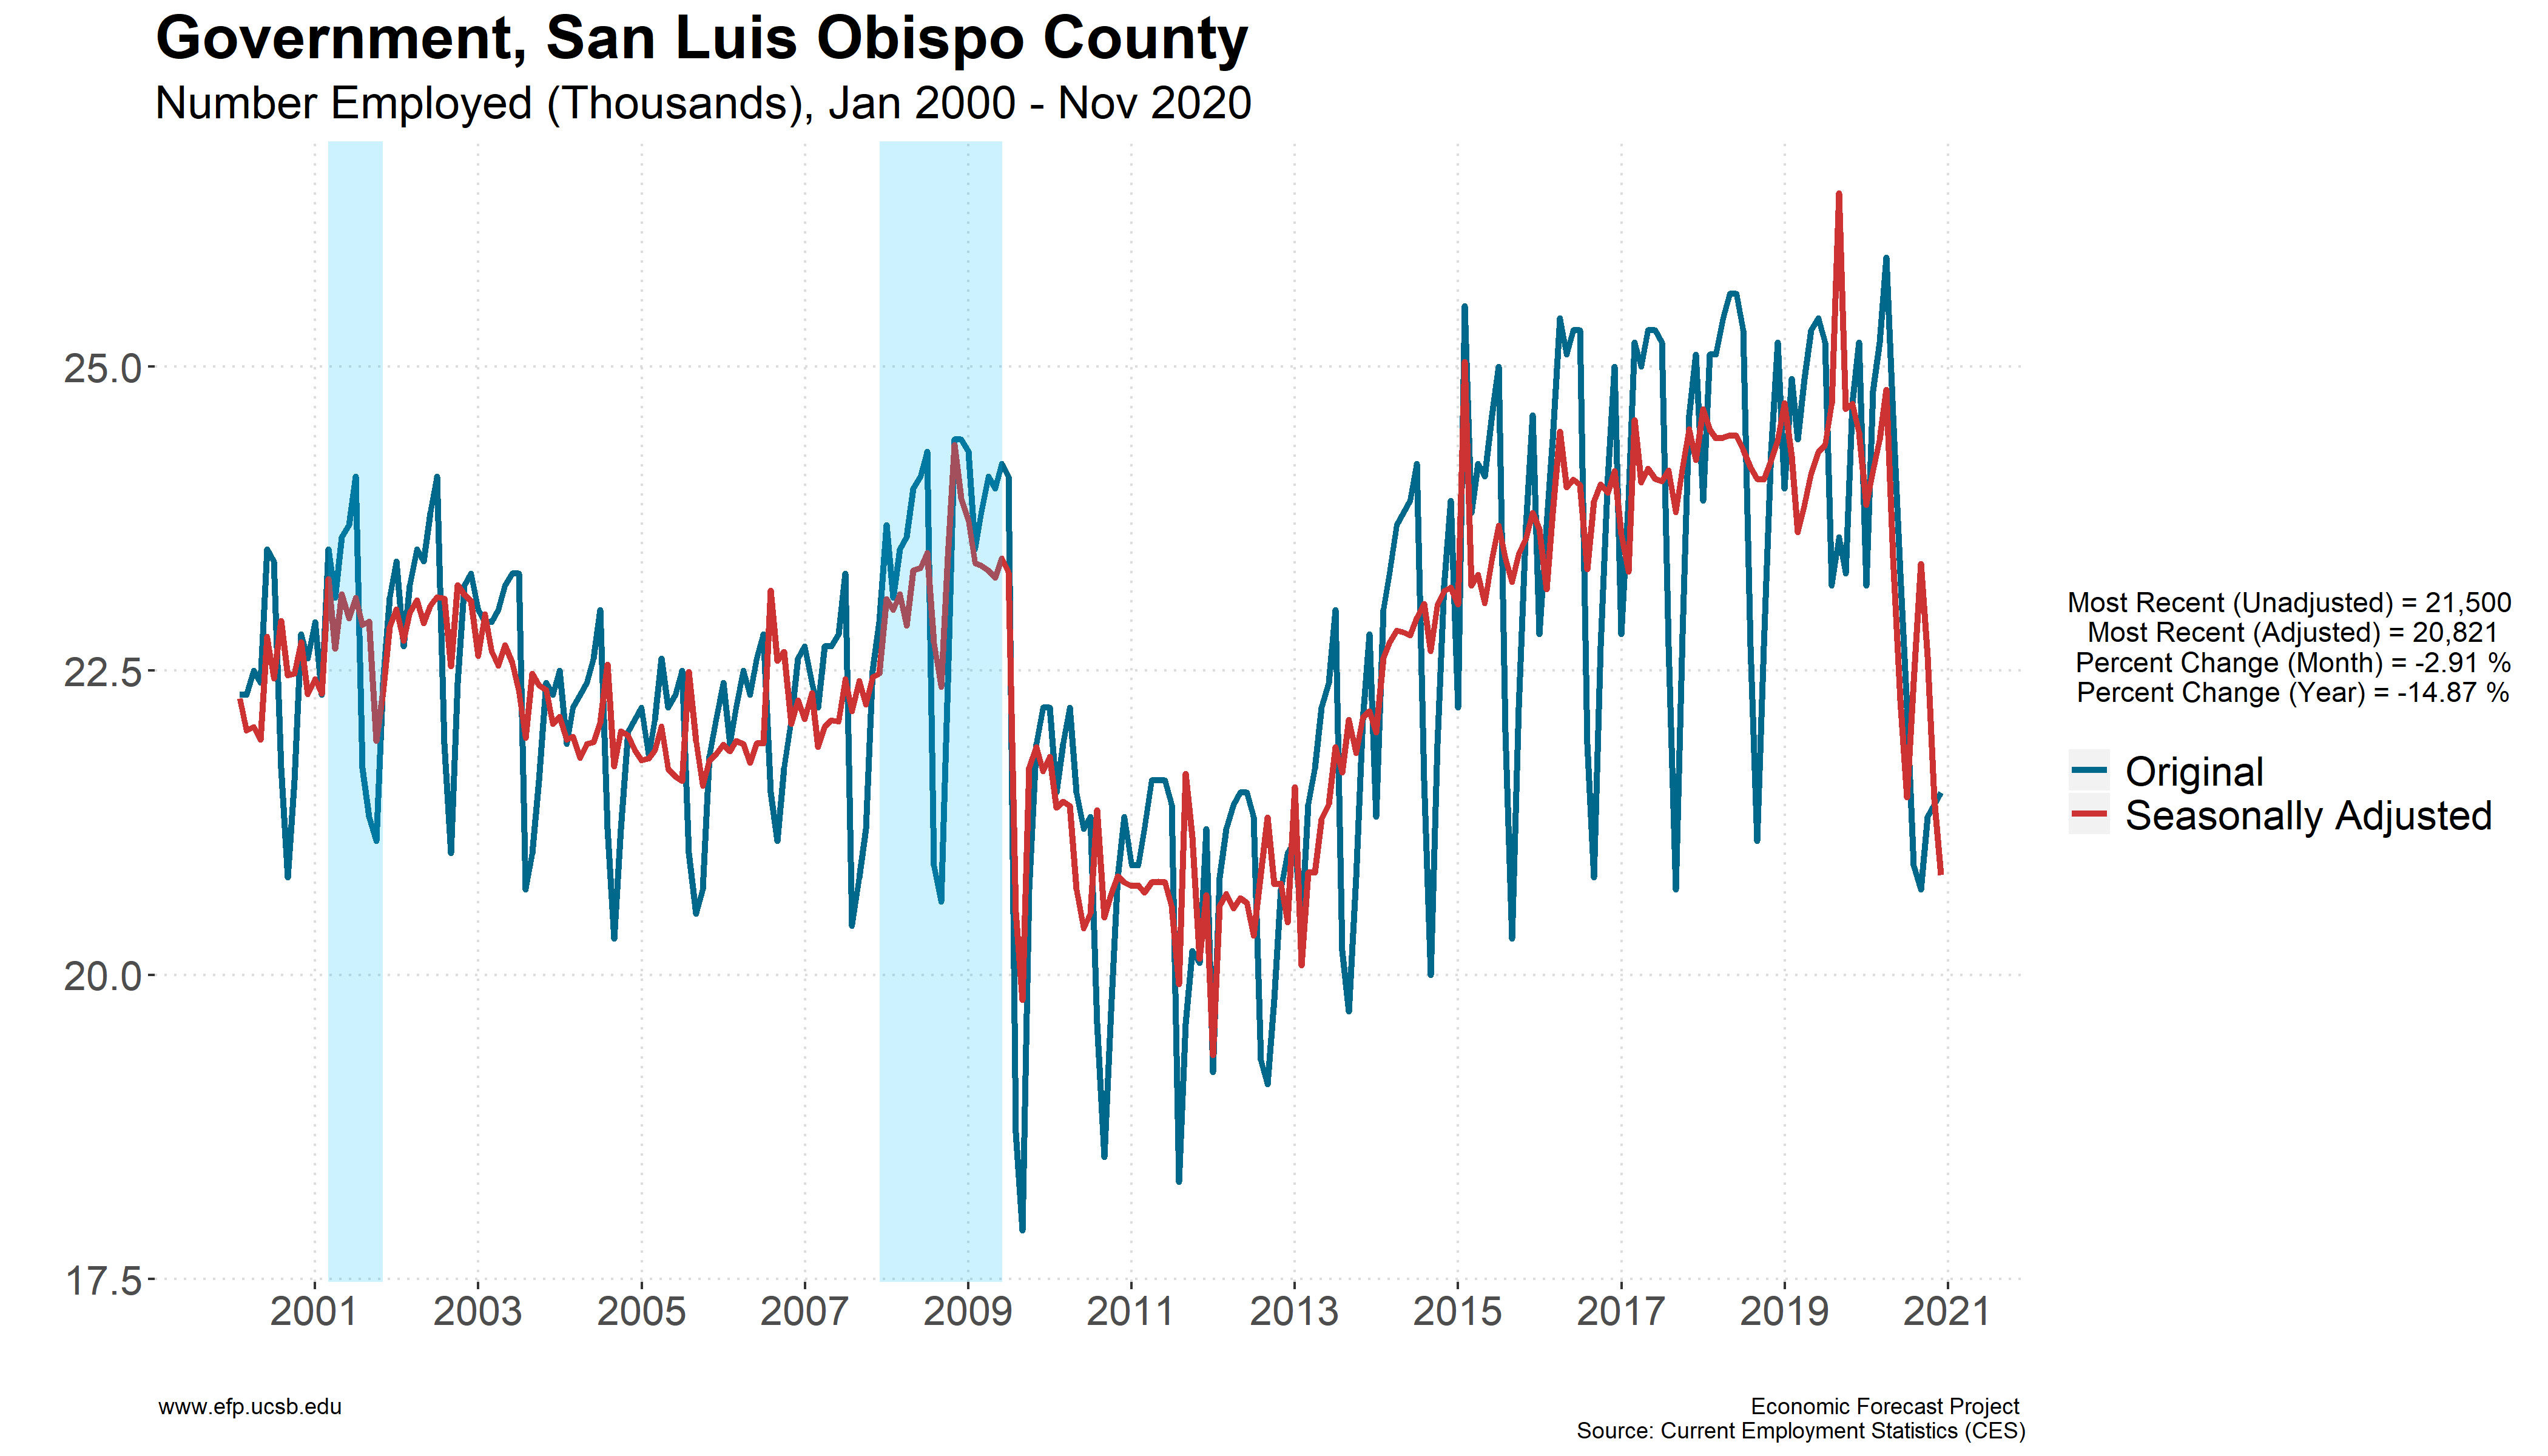 Government, San Luis Obispo County
Number Employed (Thousands), Jan 2000 - Nov 2020
25.0
22.5
20.0
17.5
2001 2003 2005 2007 2009 2011 2013 2015 2017 2019 2021
Most Recent (Unadjusted) = 21,500
Most Recent (Adjusted) = 20,821
Percent Change (Month) = -2.91 %
Percent Change (Year) = -14.87 %
Original
Seasonally Adjusted
www.efp.ucsb.edu
Economic Forecast Project
Source: Current Employment Statistics (CES)